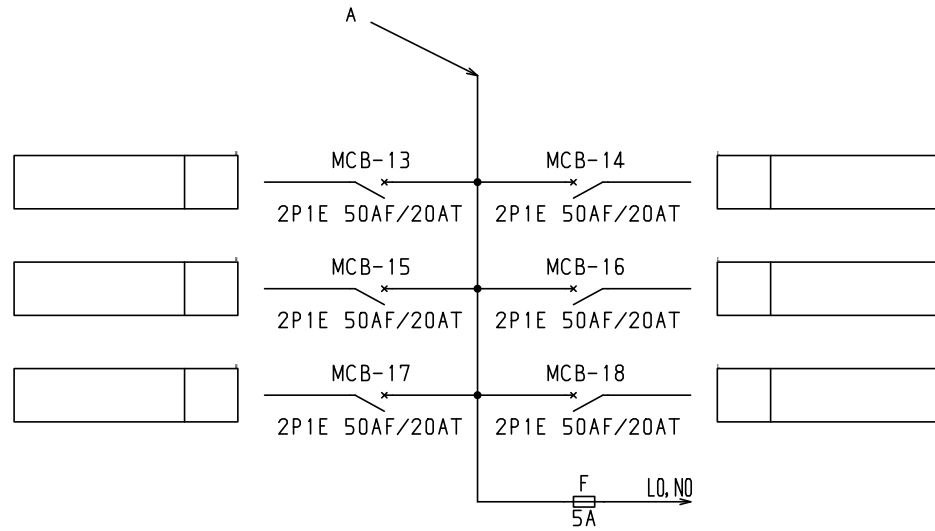 A
MCB-13
MCB-14
2P1E 50AF/20AT
2P1E 50AF/20AT
MCB-15
MCB-16
2P1E 50AF/20AT
2P1E 50AF/20AT
MCB-17
MCB-18
2P1E 50AF/20AT
2P1E 50AF/20AT
F
L0,N0
5A